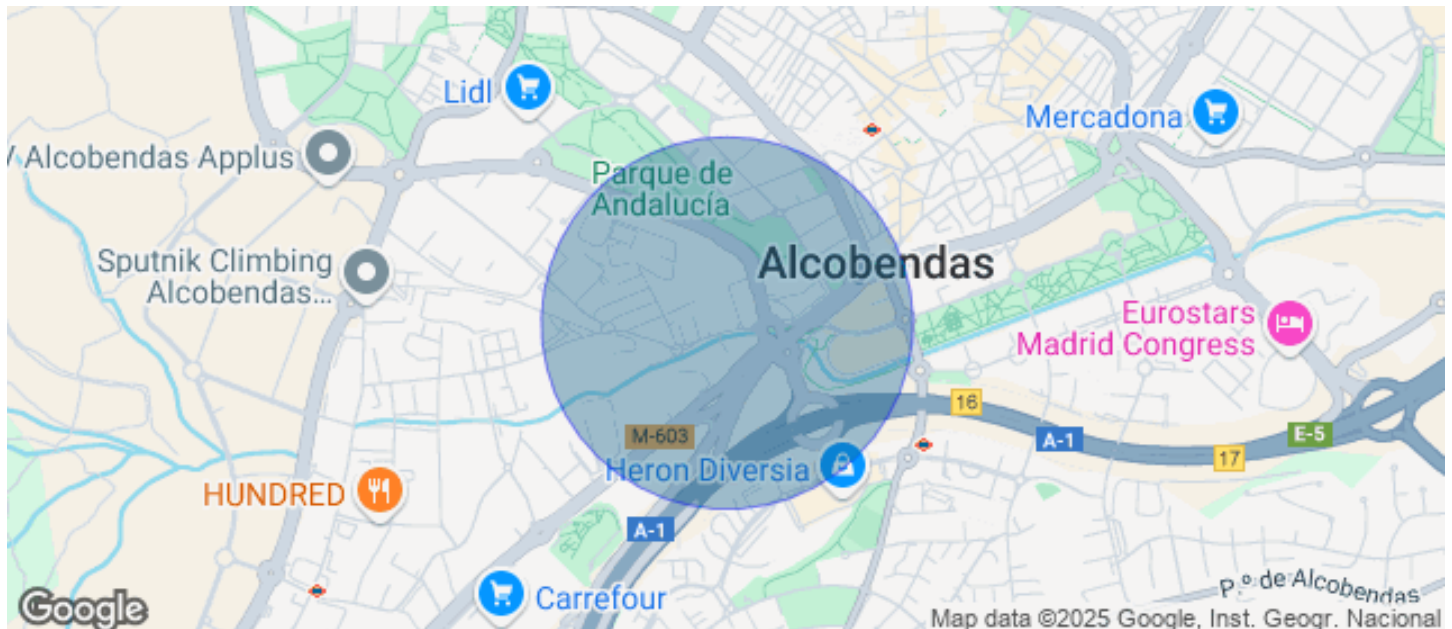 Lidl
Mercadona
V Alcobendas Applus
Parque de
Andalucía
Sputnik Climbing
Alcobendas...
Alcobendas
Eurostars
Madrid Congress
16
M-603
A-1
E-5
17
Heron Diversia
HUNDRED
A-1
P.º de Alcobendas
Carrefour
Google
Map data ©2025 Google, Inst. Geogr. Nacional